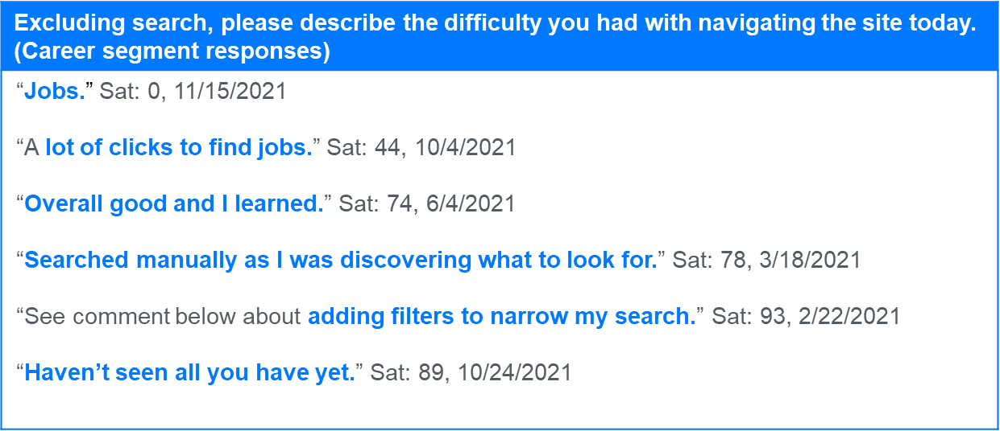 Excluding search, please describe the difficulty you had with navigating the site today.
(Career segment responses)
“Jobs.” Sat: 0, 11/15/2021
“A lot of clicks to find jobs.” Sat: 44, 10/4/2021
“Overall good and I learned.” Sat: 74, 6/4/2021
“Searched manually as I was discovering what to look for.” Sat: 78, 3/18/2021
“See comment below about adding filters to narrow my search.” Sat: 93, 2/22/2021
“Haven’t seen all you have yet.” Sat: 89, 10/24/2021